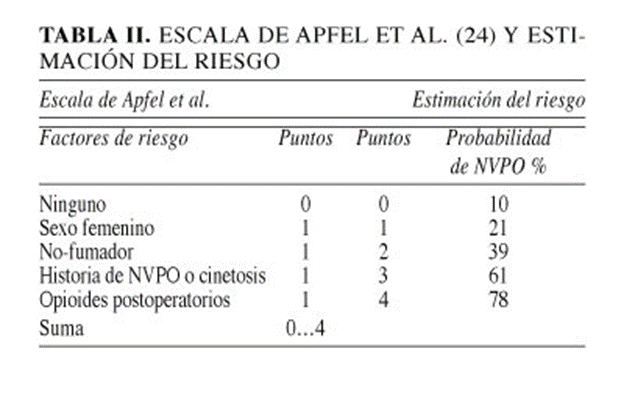 TABLA II. ESCALA DE APFEL ET AL. (24) Y ESTI-
MACIÓN DEL RIESGO
Escala de Apfel et al. Estimación del riesgo
Factores de riesgo Puntos Puntos Probabilidad
de NVPO %
Ninguno 0 0 10
Sexo femenino 1 1 21
No-fumador 1 2 39
Historia de NVPO o cinetosis 1 3 61
Opioides postoperatorios 1 4 78
Suma 0...4